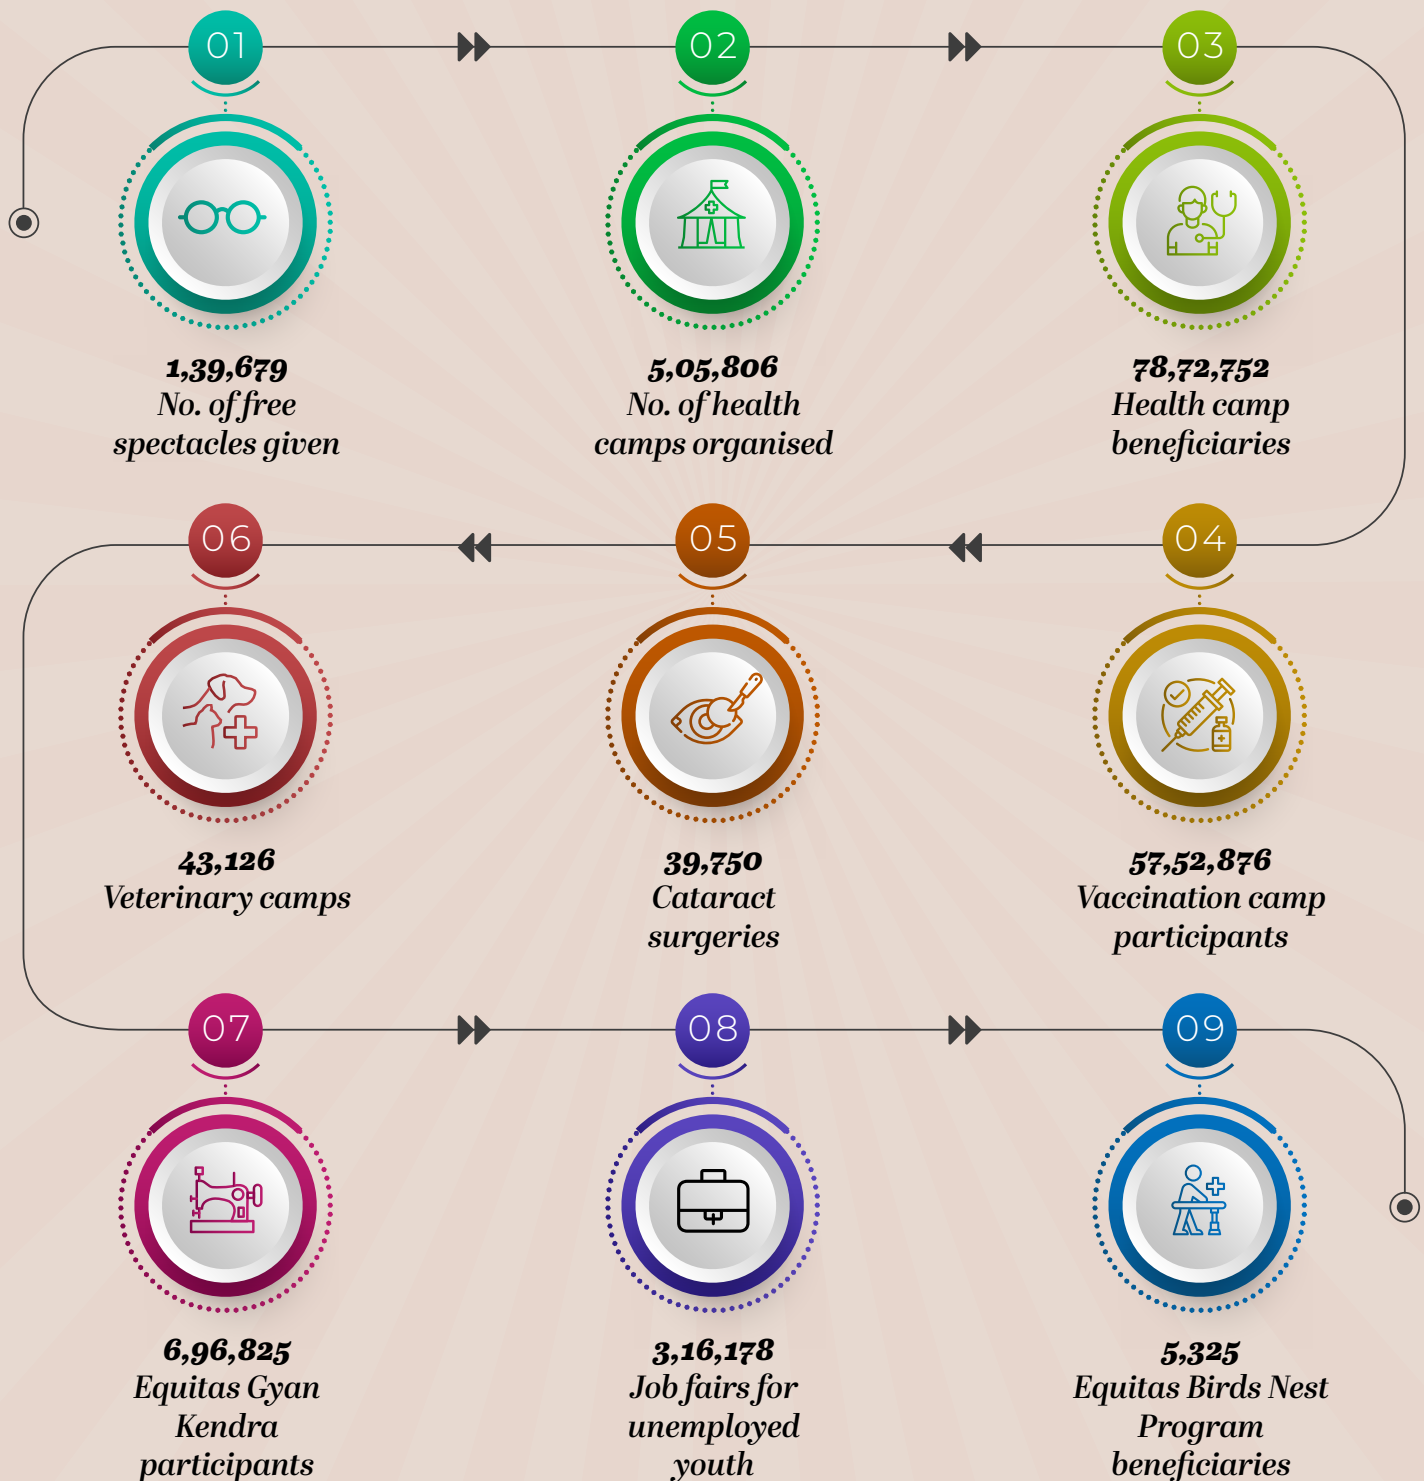 01
1,39,679
No. of free
spectacles given
02
5,05,806
No. of health
camps organised
03
78,72,752
Health camp
beneficiaries
04
57,52,876
Vaccination camp
participants
05
39,750
Cataract
surgeries
06
43,126
Veterinary camps
07
6,96,825
Equitas Gyan
Kendra
participants
08
3,16,178
Job fairs for
unemployed
youth
09
5,325
Equitas Birds Nest
Program
beneficiaries